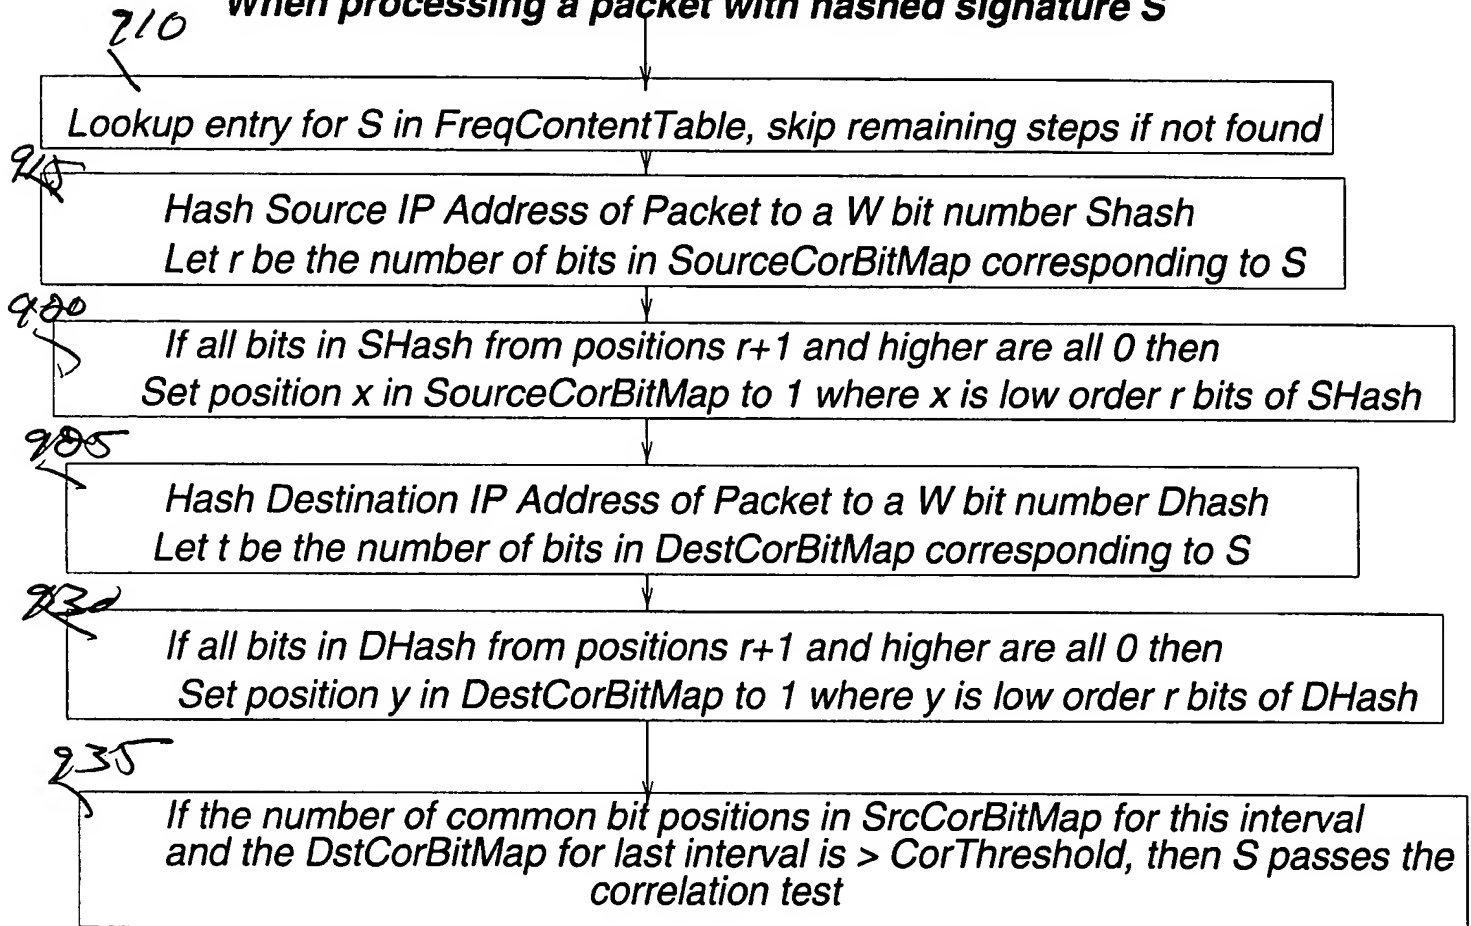 When processing a packet with hashed signature S
910
Lookup entry for S in FreqContentTable, skip remaining steps if not found
915
Hash Source IP Address of Packet to a W bit number Shash
Let r be the number of bits in SourceCorBitMap corresponding to S
920
If all bits in SHash from positions r+1 and higher are all 0 then
Set position x in SourceCorBitMap to 1 where x is low order r bits of SHash
925
Hash Destination IP Address of Packet to a W bit number Dhash
Let t be the number of bits in DestCorBitMap corresponding to S
930
If all bits in DHash from positions r+1 and higher are all 0 then
Set position y in DestCorBitMap to 1 where y is low order r bits of DHash
935
If the number of common bit positions in SrcCorBitMap for this interval
and the DstCorBitMap for last interval is > CorThreshold, then S passes the
correlation test